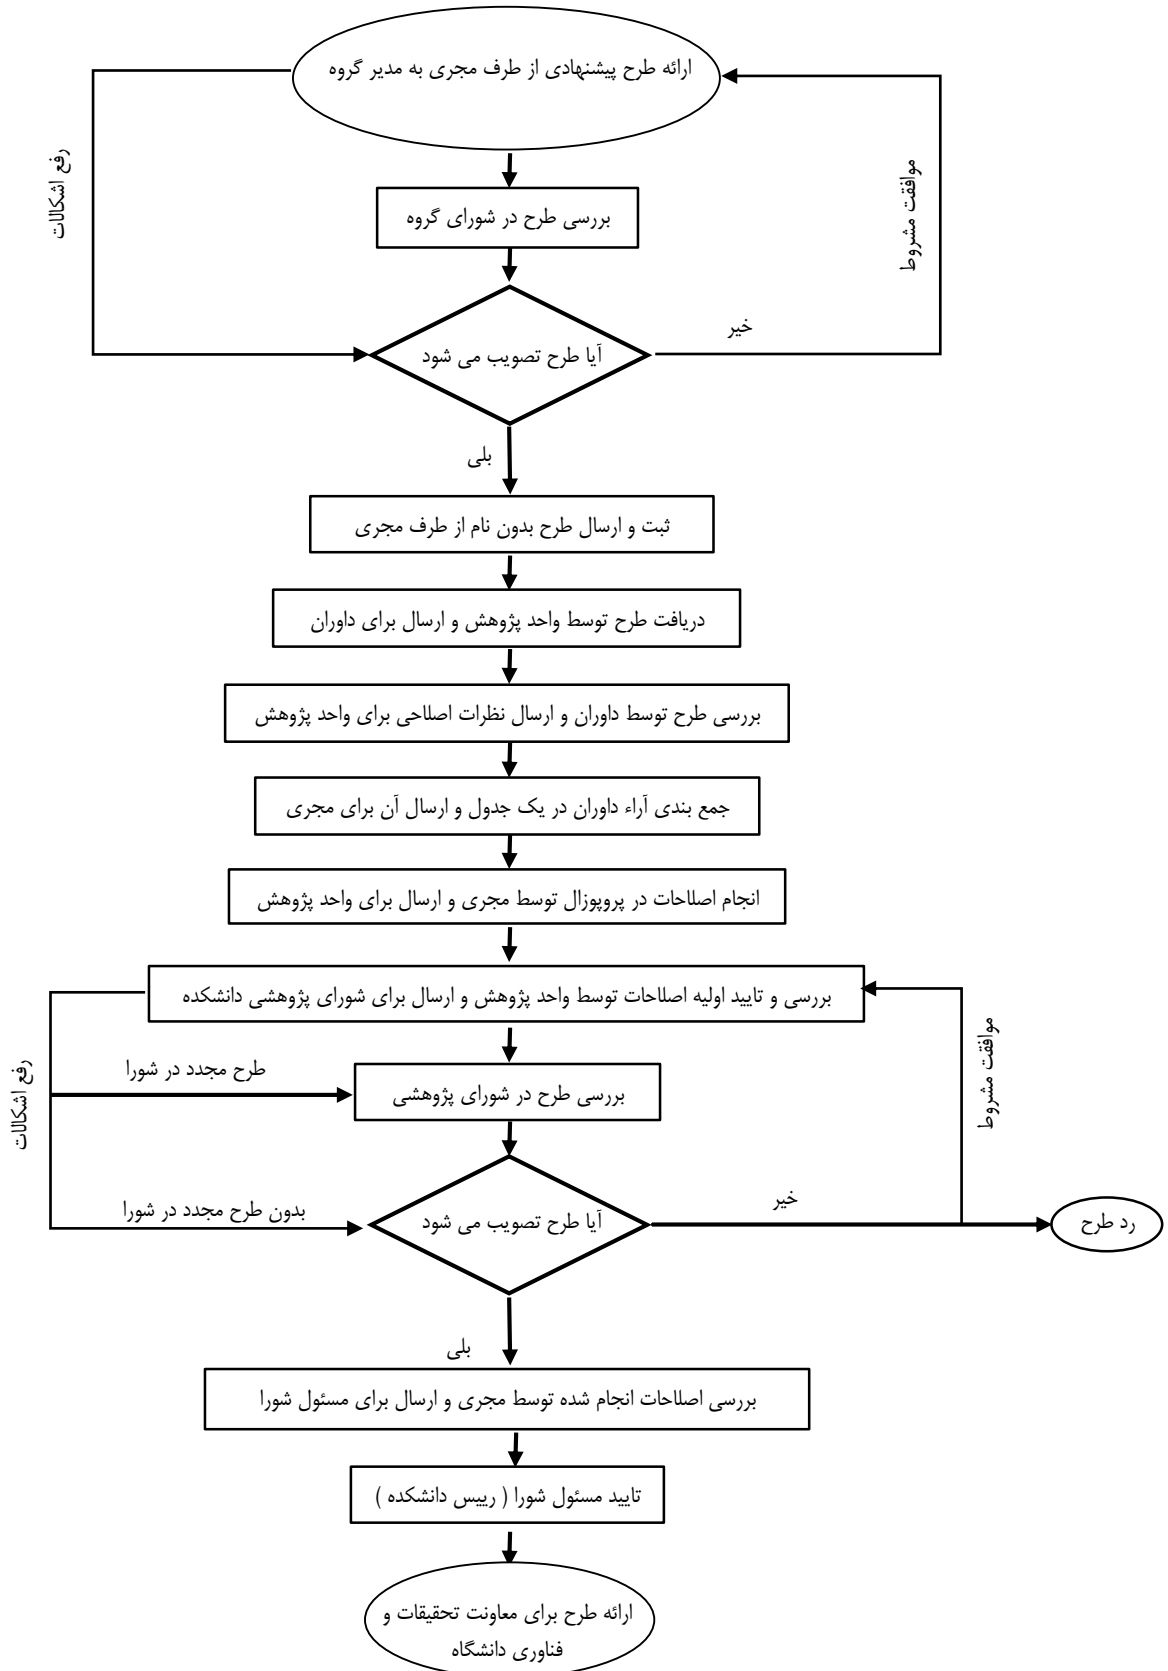 ارائه طرح پیشنهادی از طرف مجری به مدیر گروه
رفع اشکالات
موافقت مشروط
بررسی طرح در شورای گروه
آیا طرح تصویب می شود
خیر
بلی
ثبت و ارسال طرح بدون نام از طرف مجری
دریافت طرح توسط واحد پژوهش و ارسال برای داوران
بررسی طرح توسط داوران و ارسال نظرات اصلاحی برای واحد پژوهش
جمع بندی آراء داوران در یک جدول و ارسال آن برای مجری
انجام اصلاحات در پروپوزال توسط مجری و ارسال برای واحد پژوهش
بررسی و تایید اولیه اصلاحات توسط واحد پژوهش و ارسال برای شورای پژوهشی دانشکده
موافقت مشروط
رفع اشکالات
طرح مجدد در شورا
بررسی طرح در شورای پژوهشی
بدون طرح مجدد در شورا
آیا طرح تصویب می شود
خیر
رد طرح
بلی
بررسی اصلاحات انجام شده توسط مجری و ارسال برای مسئول شورا
تایید مسئول شورا ( رییس دانشکده )
ارائه طرح برای معاونت تحقیقات و
فناوری دانشگاه